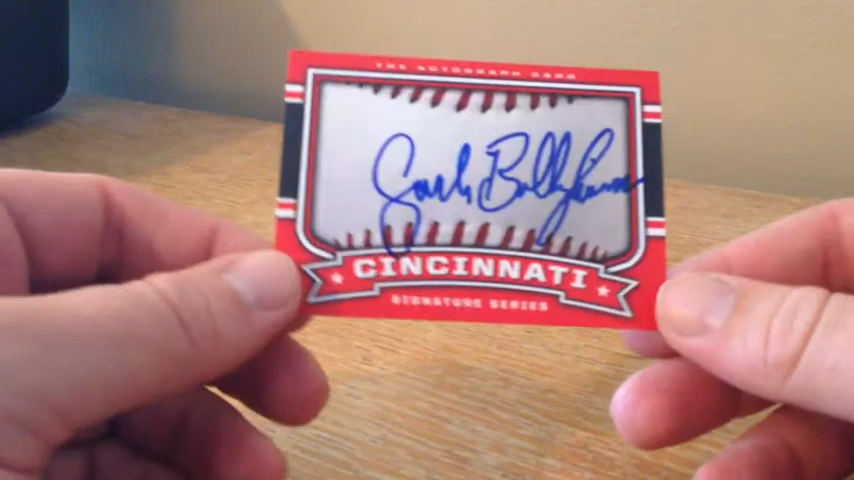 THE AUTOGRAPH CARD
CINCINNATI
SIGNATURE SERIES